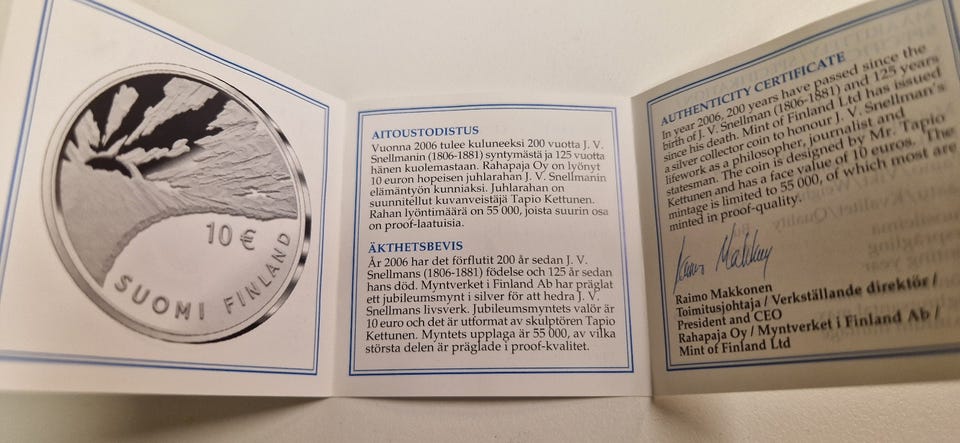 10 €
SUOMI FINLAND
AITOUSTODISTUS
Vuonna 2006 tulee kuluneeksi 200 vuotta J. V.
Snellmanin (1806-1881) syntymästä ja 125 vuotta
hänen kuolemastaan. Rahapaja Oy on lyönyt
10 euron hopeisen juhlarahan J. V. Snellmanin
elämäntyön kunniaksi. Juhlarahan on
suunnitellut kuvanveistäjä Tapio Kettunen.
Rahan lyöntimäärä on 55 000, joista suurin osa
on proof-laatuisia.
ÄKTHETSBEVIS
År 2006 har det förflutit 200 år sedan J. V.
Snellmans (1806-1881) födelse och 125 år sedan
hans död. Myntverket i Finland Ab har präglat
ett jubileumsmynt i silver för att hedra J. V.
Snellmans livsverk. Jubileumsmyntets valör är
10 euro och det är utformat av skulptören Tapio
Kettunen. Myntets upplaga är 55 000, av vilka
största delen är präglade i proof-kvalitet.
AUTHENTICITY CERTIFICATE
In year 2006, 200 years have passed since the
birth of J. V. Snellman (1806-1881) and 125 years
since his death. Mint of Finland Ltd has issued
a silver collector coin to honour J. V. Snellman's
lifework as a philosopher, journalist and
statesman. The coin is designed by Mr. Tapio
Kettunen and has a face value of 10 euros. The
mintage is limited to 55 000, of which most are
minted in proof-quality.
Raimo Makkonen
Raimo Makkonen
Toimitusjohtaja / Verkställande direktör /
President and CEO
Rahapaja Oy / Myntverket i Finland Ab /
Mint of Finland Ltd